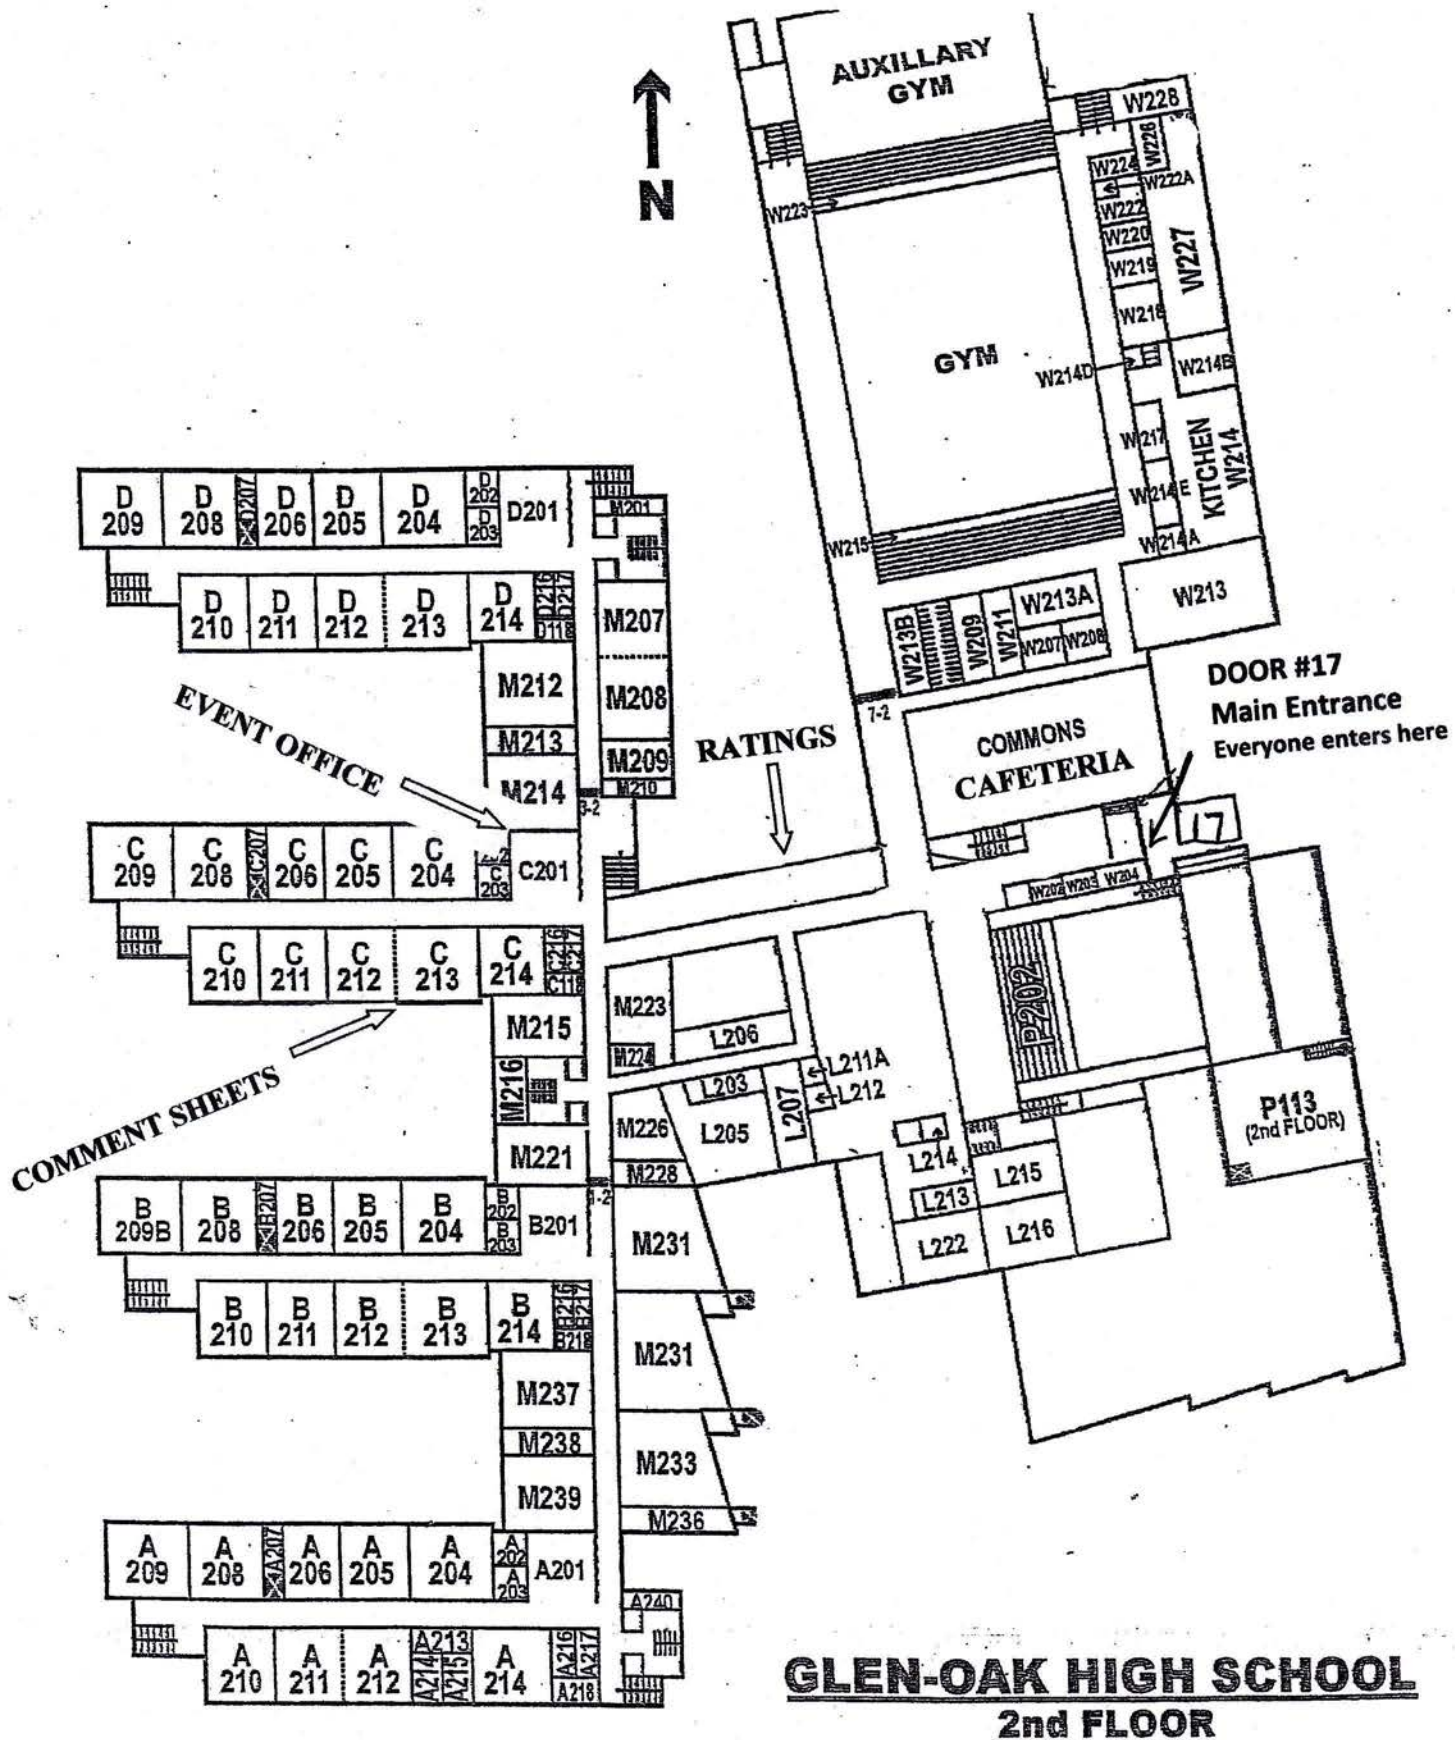 AUXILLARY
GYM
N
W228
W226
W224
W222A
W223
W222
W220
W219
W227
W218
GYM
W214D
W214B
W217
KITCHEN
W214
W214E
W214A
W215
W213
W213B
W209
W211
W213A
W207
W208
D
209
D
208
D207
D
206
D
205
D
204
D
202
D
203
D201
M201
D
210
D
211
D
212
D
213
D
214
D216
D217
D118
M207
M212
M208
M213
M209
M214
M210
3-2
EVENT OFFICE
RATINGS
7-2
COMMONS
CAFETERIA
DOOR #17
Main Entrance
Everyone enters here
17
C
209
C
208
C207
C
206
C
205
C
204
C
203
C201
W202
W203
W204
C
210
C
211
C
212
C
213
C
214
C216
C217
C118
P202
M215
M223
M216
M224
L206
L211A
L203
L212
L207
COMMENT SHEETS
M221
M226
L205
M228
L214
L215
L213
L222
L216
P113
(2nd FLOOR)
B
209B
B
208
B207
B
206
B
205
B
204
B
202
B
203
B201
M231
B
210
B
211
B
212
B
213
B
214
B216
B217
B218
M231
M237
M238
M233
M239
M236
A
209
A
208
A207
A
206
A
205
A
204
A
202
A
203
A201
A240
A
210
A
211
A
212
A213
A214
A215
A
214
A216
A217
A218
GLEN-OAK HIGH SCHOOL
2nd FLOOR